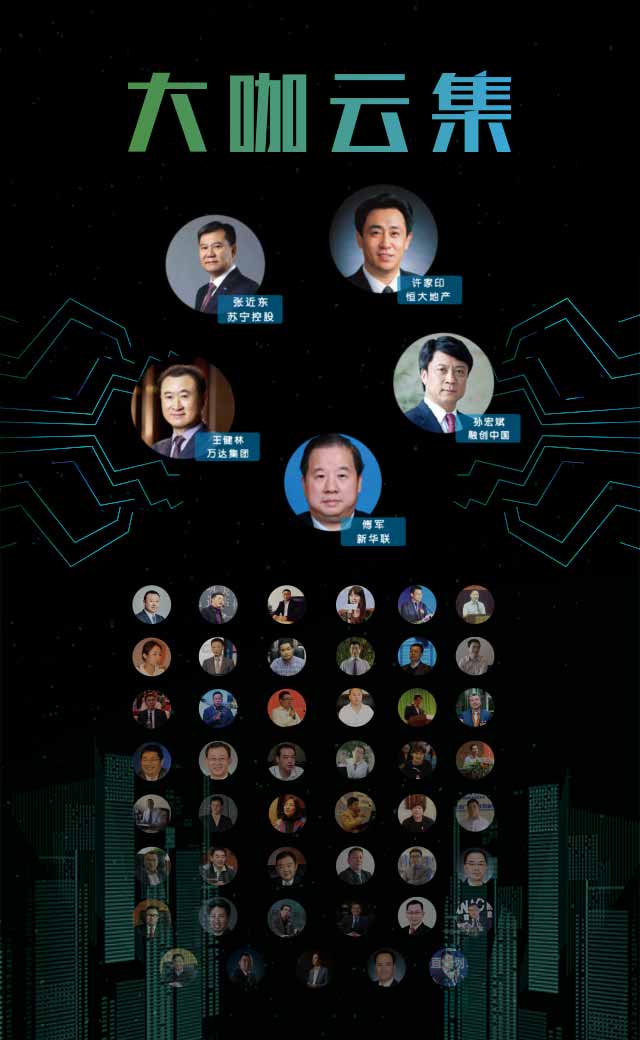 大咖云集
张近东
苏宁控股
许家印
恒大地产
王健林
万达集团
孙宏斌
融创中国
傅军
新华联